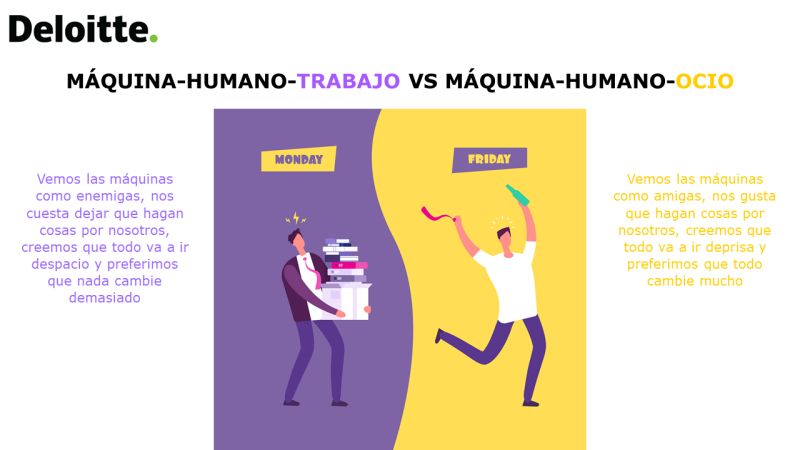 Deloitte.
MÁQUINA-HUMANO-TRABAJO VS MÁQUINA-HUMANO-OCIO
Vemos las máquinas
como enemigas, nos
cuesta dejar que hagan
cosas por nosotros,
creemos que todo va a ir
despacio y preferimos
que nada cambie
demasiado
MONDAY
FRIDAY
Vemos las máquinas
como amigas, nos gusta
que hagan cosas por
nosotros, creemos que
todo va a ir deprisa y
preferimos que todo
cambie mucho